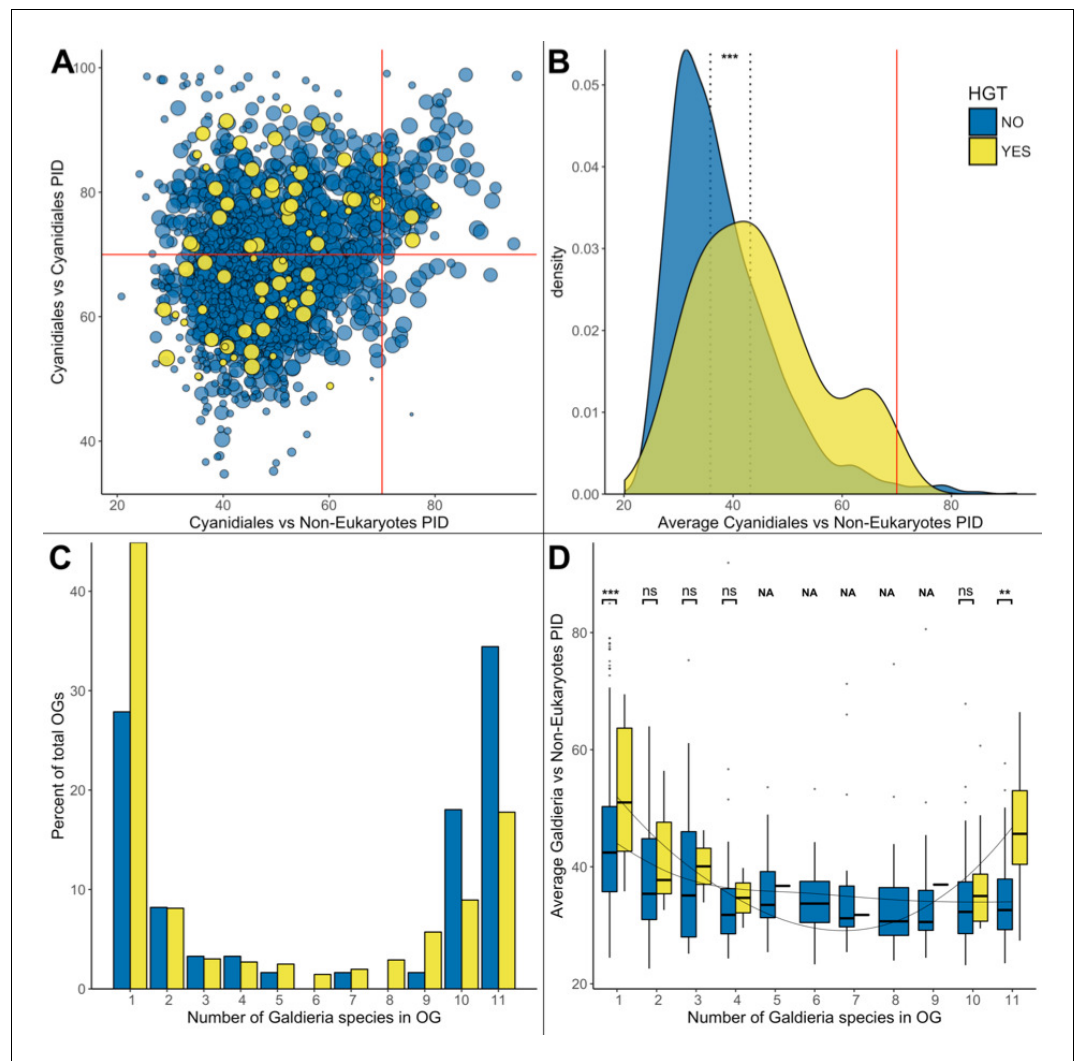 A
Cyanidiales vs Cyanidiales PID
100
80
60
40
20 40 60 80
Cyanidiales vs Non-Eukaryotes PID
B
***
HGT
NO
YES
density
0.05
0.04
0.03
0.02
0.01
0.00
20 40 60 80
Average Cyanidiales vs Non-Eukaryotes PID
C
Percent of total OGs
40
30
20
10
0
1 2 3 4 5 6 7 8 9 10 11
Number of Galdieria species in OG
D
*** ns ns ns NA NA NA NA NA ns **
Average Galdieria vs Non-Eukaryotes PID
80
60
40
20
1 2 3 4 5 6 7 8 9 10 11
Number of Galdieria species in OG